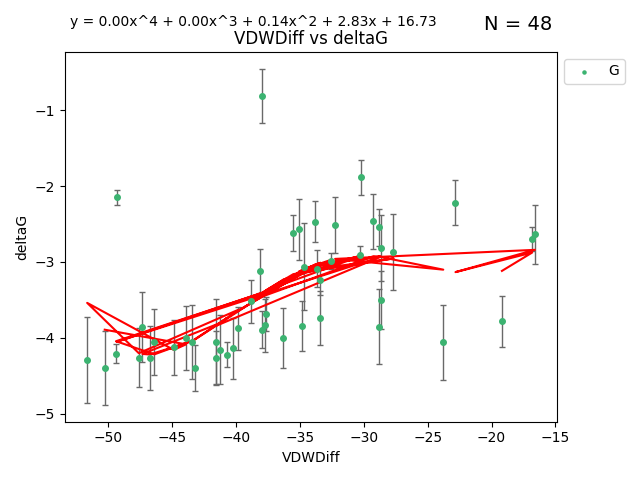 y = 0.00x^4 + 0.00x^3 + 0.14x^2 + 2.83x + 16.73
N = 48
VDWDiff vs deltaG
G
−1
−2
−3
−4
−5
deltaG
−50
−45
−40
−35
−30
−25
−20
−15
VDWDiff